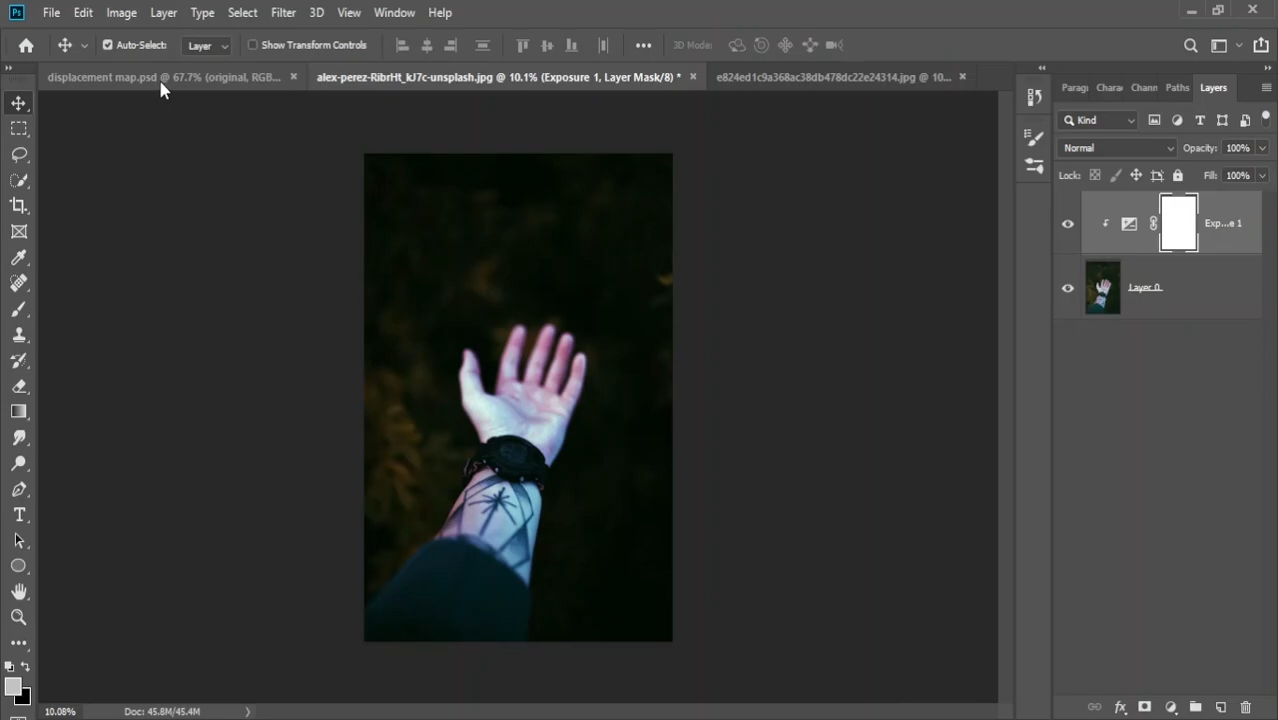 Ps File Edit Image Layer Type Select Filter 3D View Window Help
Auto-Select: Layer Show Transform Controls 3D Mode:
displacement map.psd @ 67.7% (original, RGB... alex-perez-RibrHt_kJ7c-unsplash.jpg @ 10.1% (Exposure 1, Layer Mask/8) * e824ed1c9a368ac38db478dc22e24314.jpg @ 10...
Paragr Charac Chann Paths Layers
Kind
Normal Opacity: 100%
Lock: Fill: 100%
Exp...e 1
Layer 0
10.08% Doc: 45.8M/45.4M